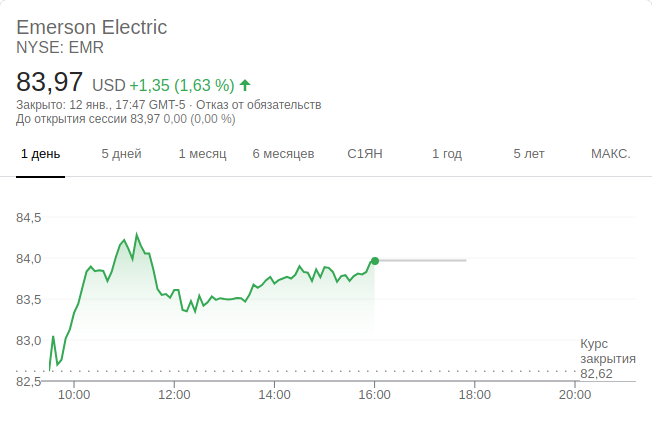 Emerson Electric
NYSE: EMR
83,97 USD +1,35 (1,63 %)
Закрыто: 12 янв., 17:47 GMT-5 · Отказ от обязательств
До открытия сессии 83,97 0,00 (0,00 %)
1 день 5 дней 1 месяц 6 месяцев С1ЯН 1 год 5 лет МАКС.
84,5
84,0
83,5
83,0
Курс
закрытия
82,62
82,5
10:00 12:00 14:00 16:00 18:00 20:00